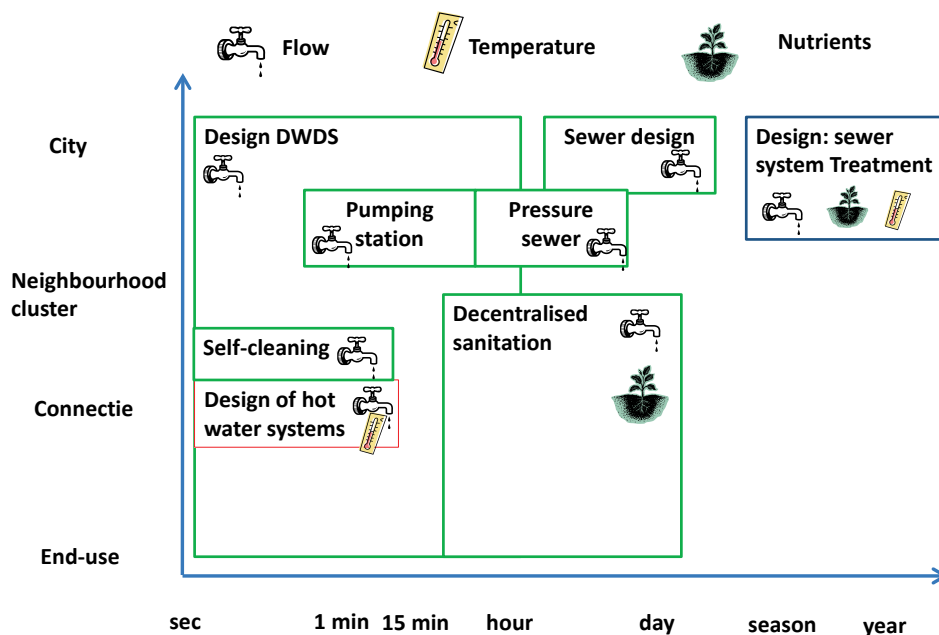 Flow
Temperature
Nutrients
City
Design DWDS
Sewer design
Design: sewer
system Treatment
Pumping
station
Pressure
sewer
Neighbourhood
cluster
Decentralised
sanitation
Self-cleaning
Connectie
Design of hot
water systems
End-use
sec
1 min
15 min
hour
day
season
year